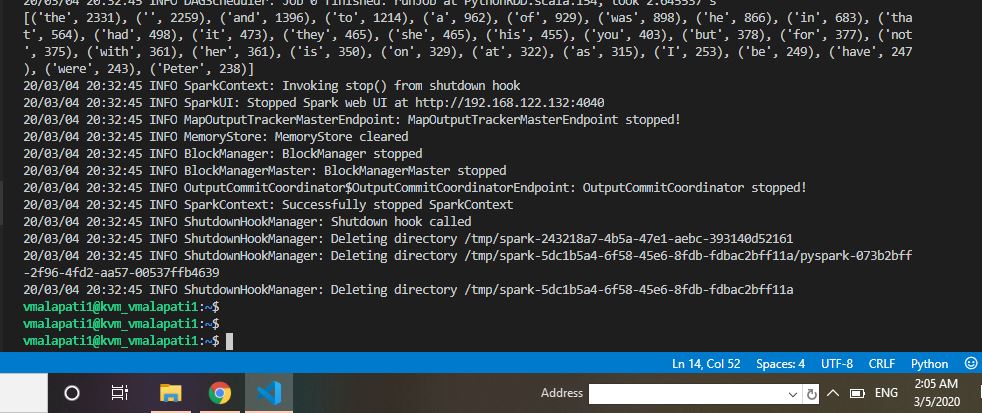 20/03/04 20:32:45 INFO DAGScheduler: Job 0 finished: runJob at PythonRDD.scala:154, took 2.645537 s
[('the', 2331), ('', 2259), ('and', 1396), ('to', 1214), ('a', 962), ('of', 929), ('was', 898), ('he', 866), ('in', 683), ('tha
t', 564), ('had', 498), ('it', 473), ('they', 465), ('she', 465), ('his', 455), ('you', 403), ('but', 378), ('for', 377), ('not
', 375), ('with', 361), ('her', 361), ('is', 350), ('on', 329), ('at', 322), ('as', 315), ('I', 253), ('be', 249), ('have', 247
), ('were', 243), ('Peter', 238)]
20/03/04 20:32:45 INFO SparkContext: Invoking stop() from shutdown hook
20/03/04 20:32:45 INFO SparkUI: Stopped Spark web UI at http://192.168.122.132:4040
20/03/04 20:32:45 INFO MapOutputTrackerMasterEndpoint: MapOutputTrackerMasterEndpoint stopped!
20/03/04 20:32:45 INFO MemoryStore: MemoryStore cleared
20/03/04 20:32:45 INFO BlockManager: BlockManager stopped
20/03/04 20:32:45 INFO BlockManagerMaster: BlockManagerMaster stopped
20/03/04 20:32:45 INFO OutputCommitCoordinator$OutputCommitCoordinatorEndpoint: OutputCommitCoordinator stopped!
20/03/04 20:32:45 INFO SparkContext: Successfully stopped SparkContext
20/03/04 20:32:45 INFO ShutdownHookManager: Shutdown hook called
20/03/04 20:32:45 INFO ShutdownHookManager: Deleting directory /tmp/spark-243218a7-4b5a-47e1-aebc-393140d52161
20/03/04 20:32:45 INFO ShutdownHookManager: Deleting directory /tmp/spark-5dc1b5a4-6f58-45e6-8fdb-fdbac2bff11a/pyspark-073b2bff
-2f96-4fd2-aa57-00537ffb4639
20/03/04 20:32:45 INFO ShutdownHookManager: Deleting directory /tmp/spark-5dc1b5a4-6f58-45e6-8fdb-fdbac2bff11a
vmalapati1@kvm_vmalapati1:~$
vmalapati1@kvm_vmalapati1:~$
vmalapati1@kvm_vmalapati1:~$
Ln 14, Col 52 Spaces: 4 UTF-8 CRLF Python
Address ENG 2:05 AM
3/5/2020